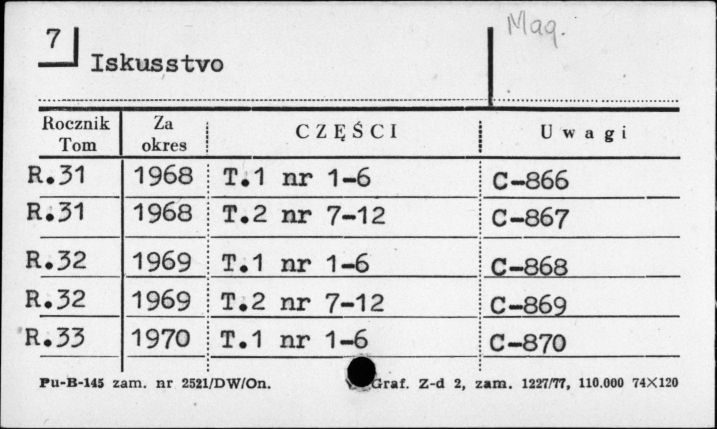 7
Mag.
Iskusstvo
Rocznik Tom Za okres CZĘŚCI Uwagi
R.31 1968 T.1 nr 1-6 C-866
R.31 1968 T.2 nr 7-12 C-867
R.32 1969 T.1 nr 1-6 C-868
R.32 1969 T.2 nr 7-12 C-869
R.33 1970 T.1 nr 1-6 C-870
Pu-B-145 zam. nr 2521/DW/On. Graf. Z-d 2, zam. 1227/77, 110.000 74×120